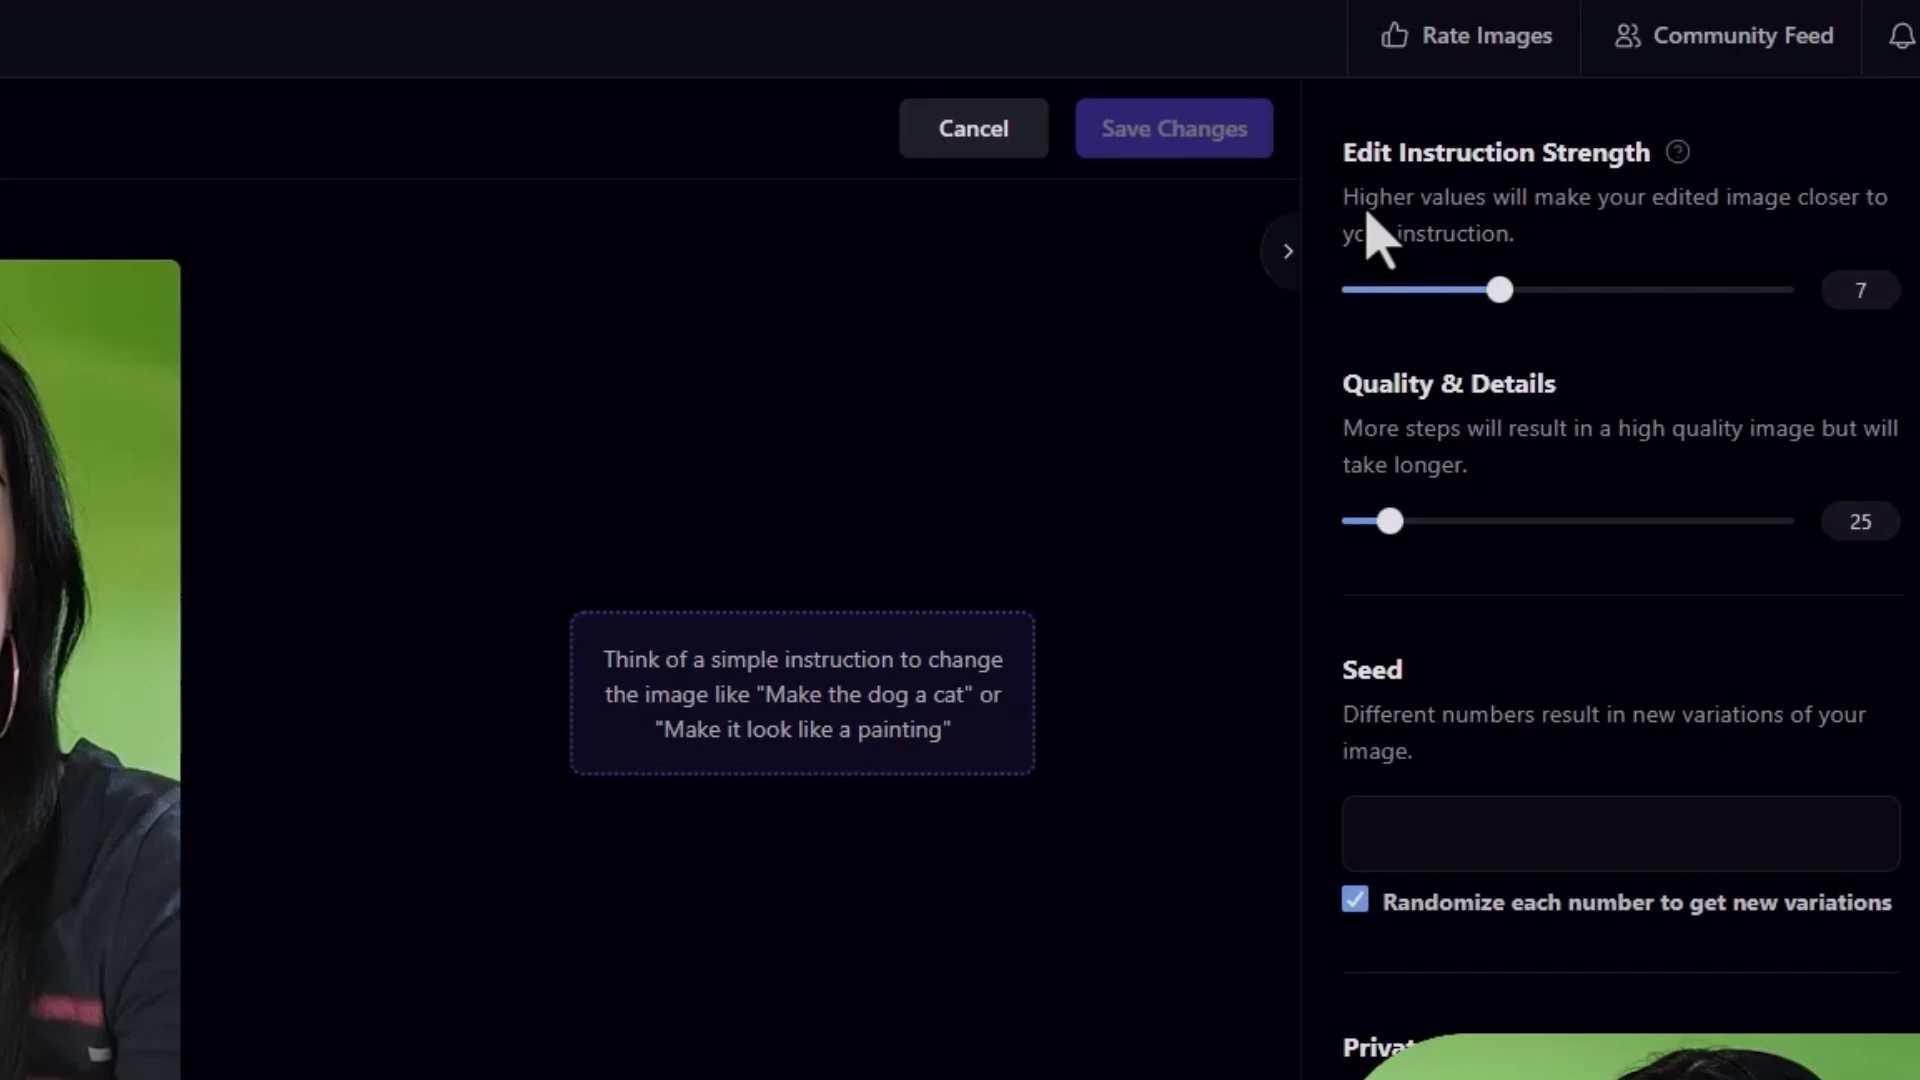 Rate Images
Community Feed
Cancel
Save Changes
Edit Instruction Strength
Higher values will make your edited image closer to
instruction.
7
Quality & Details
More steps will result in a high quality image but will
take longer.
25
Think of a simple instruction to change
the image like "Make the dog a cat" or
"Make it look like a painting"
Seed
Different numbers result in new variations of your
image.
Randomize each number to get new variations